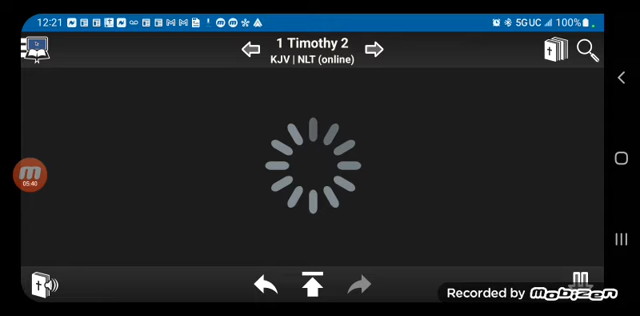 12:21
5GUC 100%
1 Timothy 2
KJV | NLT (online)
05:40
Recorded by
MOBIZEN